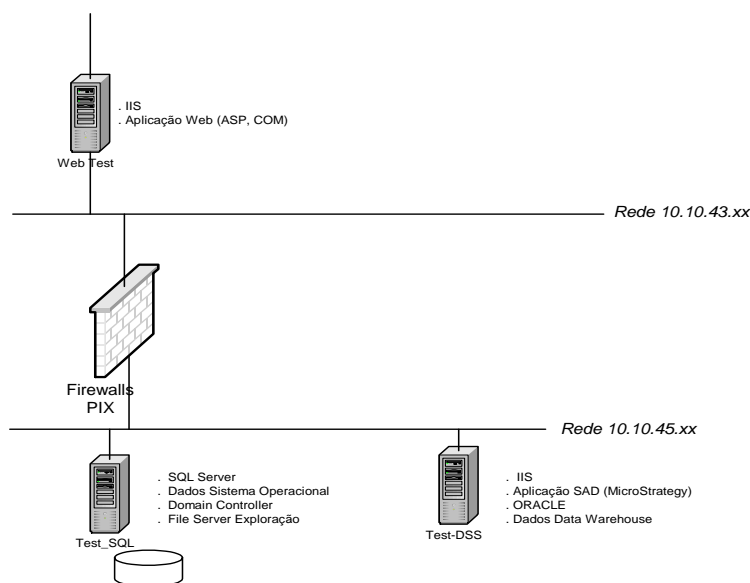 . IIS
. Aplicação Web (ASP, COM)
Web Test
Rede 10.10.43.xx
Firewalls
PIX
Rede 10.10.45.xx
. SQL Server
. Dados Sistema Operacional
. Domain Controller
. File Server Exploração
Test_SQL
. IIS
. Aplicação SAD (MicroStrategy)
. ORACLE
. Dados Data Warehouse
Test-DSS